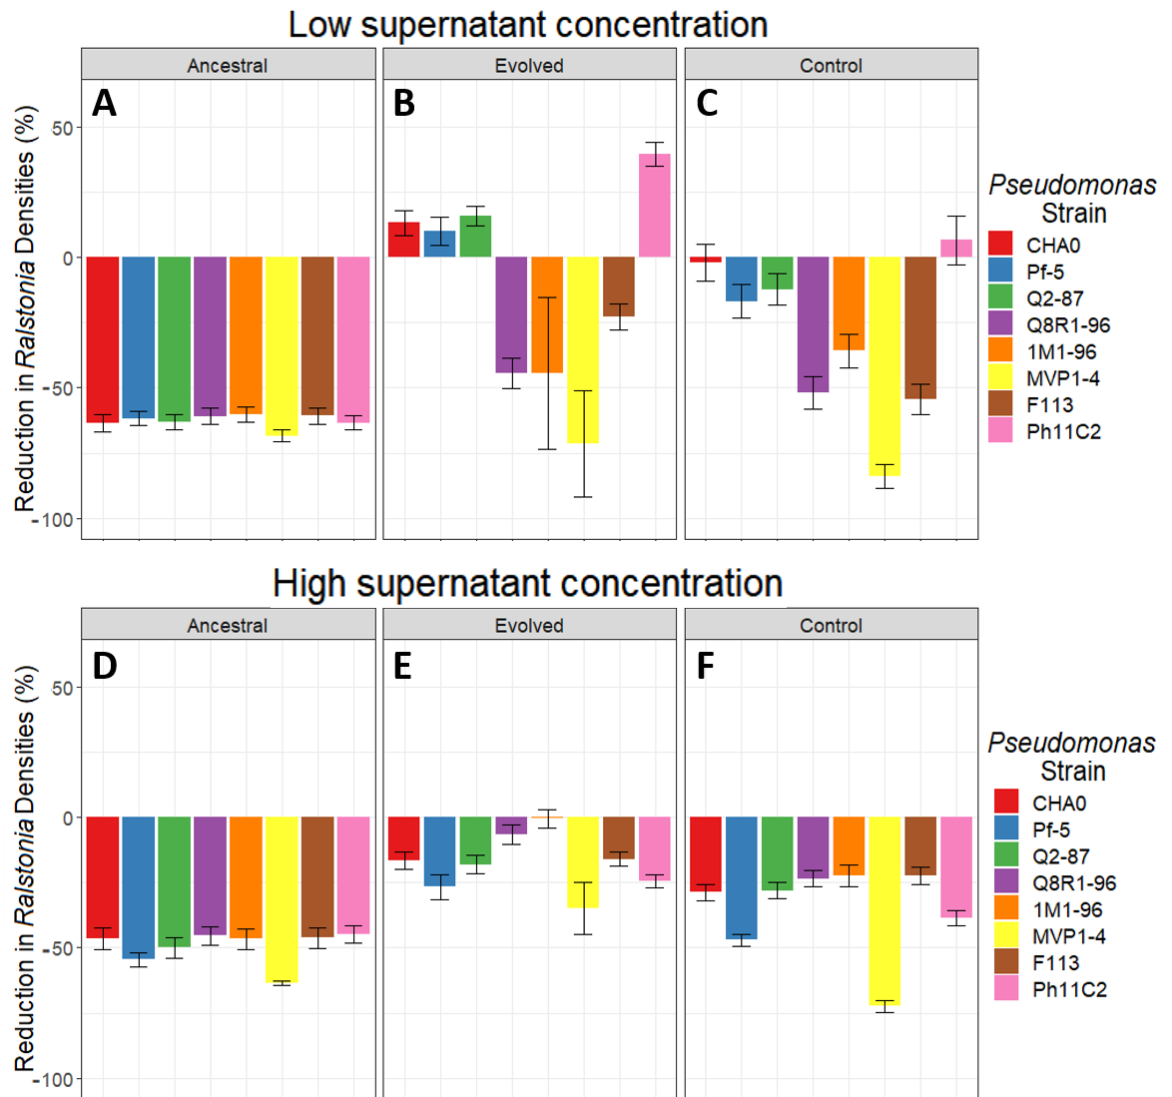 Low supernatant concentration
Ancestral
Evolved
Control
A
B
C
Reduction in Ralstonia Densities (%)
50
0
-50
-100
Pseudomonas
Strain
CHA0
Pf-5
Q2-87
Q8R1-96
1M1-96
MVP1-4
F113
Ph11C2
High supernatant concentration
Ancestral
Evolved
Control
D
E
F
Reduction in Ralstonia Densities (%)
50
0
-50
-100
Pseudomonas
Strain
CHA0
Pf-5
Q2-87
Q8R1-96
1M1-96
MVP1-4
F113
Ph11C2